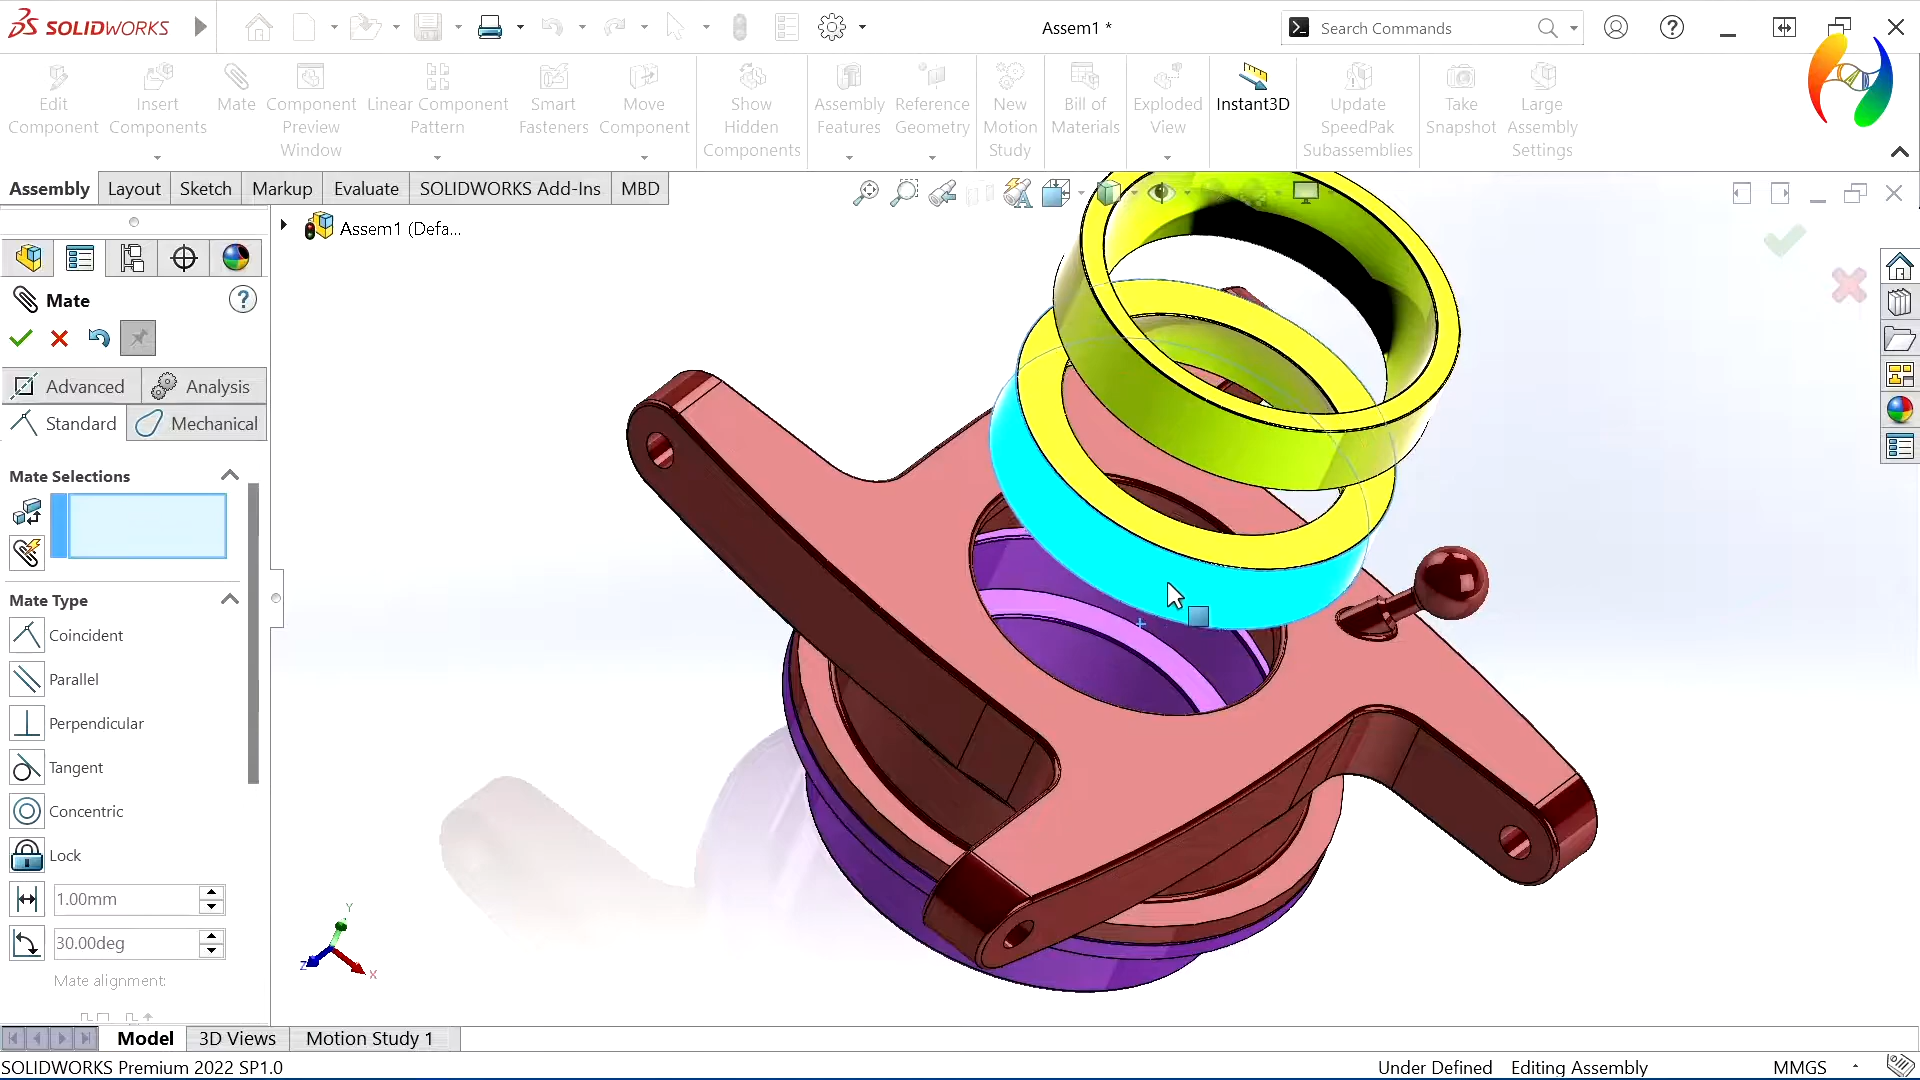 SOLIDWORKS
Assem1 *
Search Commands
Edit Component
Insert Components
Mate
Component Preview Window
Linear Component Pattern
Smart Fasteners
Move Component
Show Hidden Components
Assembly Features
Reference Geometry
New Motion Study
Bill of Materials
Exploded View
Instant3D
Update SpeedPak Subassemblies
Take Snapshot
Large Assembly Settings
Assembly
Layout
Sketch
Markup
Evaluate
SOLIDWORKS Add-Ins
MBD
Assem1 (Defa...
Mate
Advanced
Analysis
Standard
Mechanical
Mate Selections
Mate Type
Coincident
Parallel
Perpendicular
Tangent
Concentric
Lock
1.00mm
30.00deg
Mate alignment:
Y
Z
X
Model
3D Views
Motion Study 1
SOLIDWORKS Premium 2022 SP1.0
Under Defined
Editing Assembly
MMGS